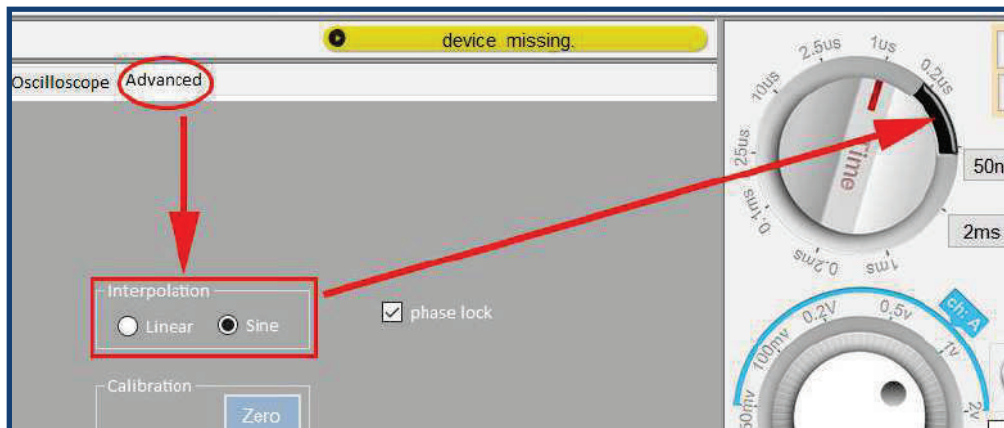 device missing.
Oscilloscope Advanced
Interpolation
Linear Sine
phase lock
Calibration
Zero
25us
10us
2.5us
1us
0.2us
0.1ms
0.2ms
1ms
Time
50n
2ms
50mv
100mv
0.2V
0.5v
1v
2v
ch: A